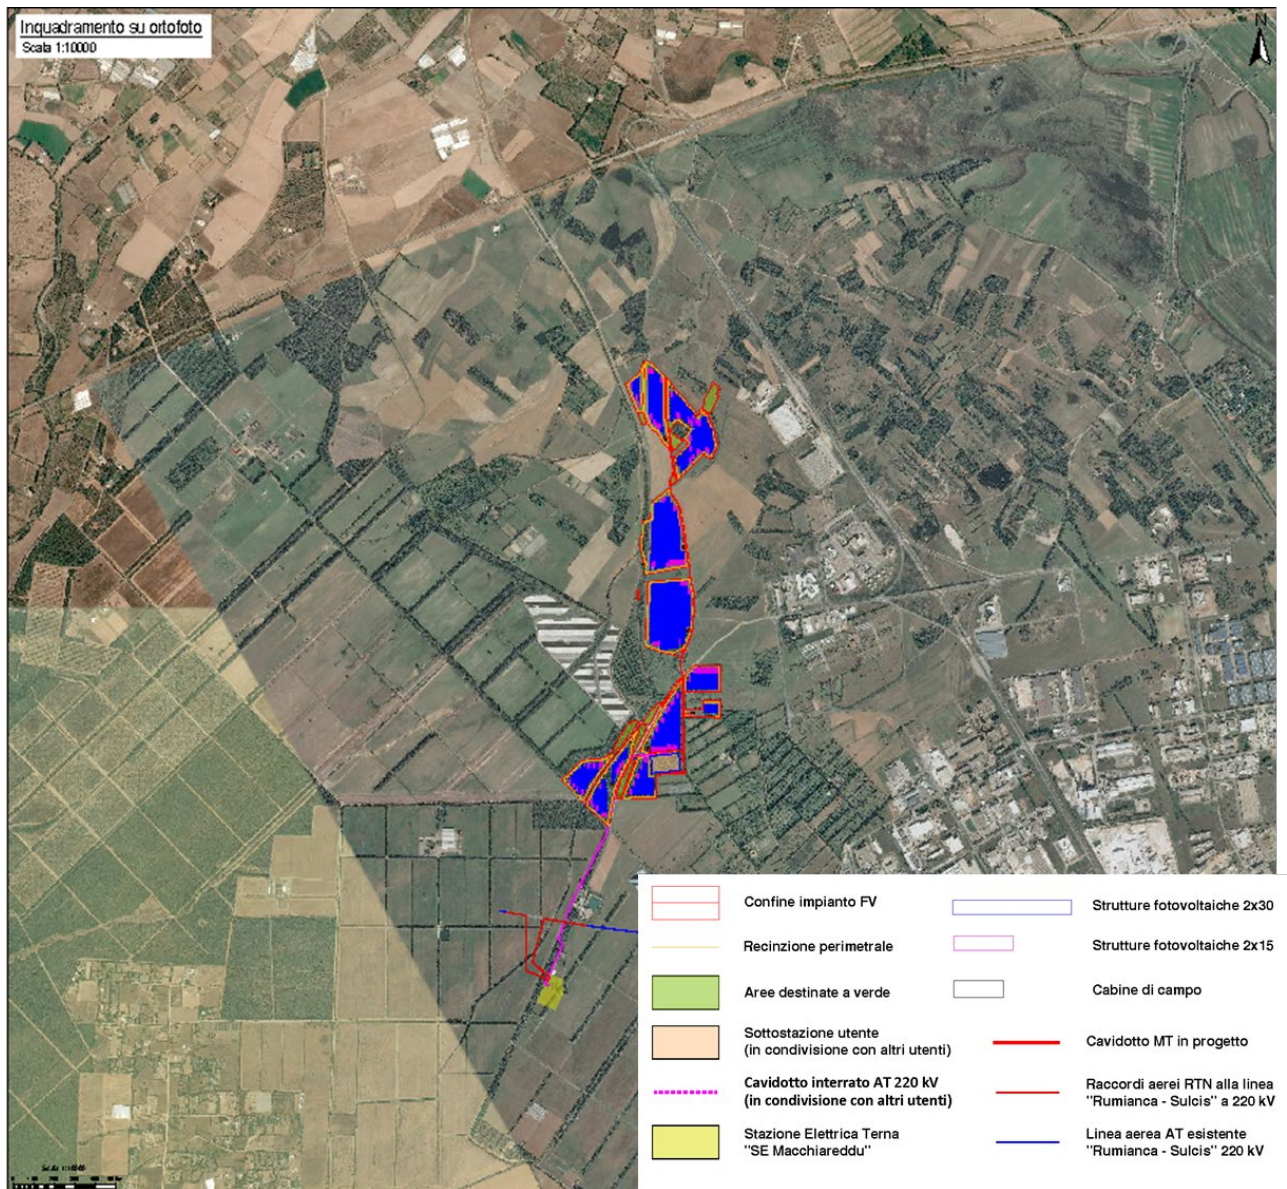 Inquadramento su ortofoto
Scala 1:10000
N
Confine impianto FV
Recinzione perimetrale
Aree destinate a verde
Sottostazione utente
(in condivisione con altri utenti)
Cavidotto interrato AT 220 kV
(in condivisione con altri utenti)
Stazione Elettrica Terna
"SE Macchiareddu"
Strutture fotovoltaiche 2x30
Strutture fotovoltaiche 2x15
Cabine di campo
Cavidotto MT in progetto
Raccordi aerei RTN alla linea
"Rumianca - Sulcis" a 220 kV
Linea aerea AT esistente
"Rumianca - Sulcis" 220 kV
Scala 1:10000